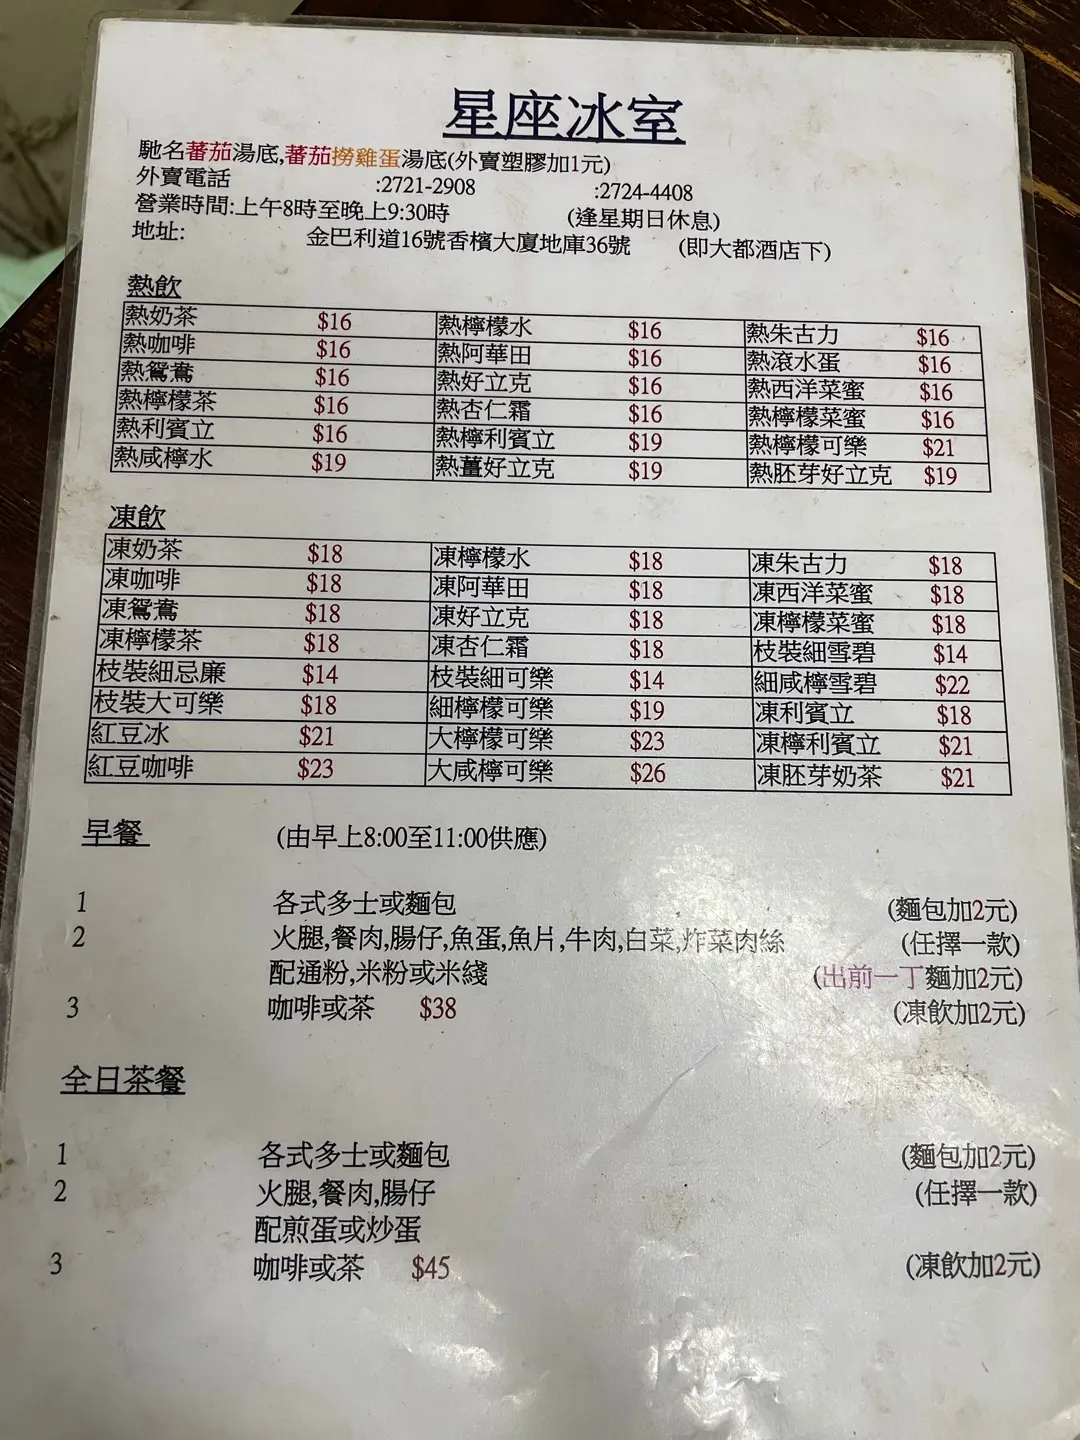 星座冰室
馳名蕃茄湯底,蕃茄撈雞蛋湯底(外賣塑膠加1元)
外賣電話 :2721-2908 :2724-4408
營業時間:上午8時至晚上9:30時 (逢星期日休息)
地址: 金巴利道16號香檳大廈地庫36號 (即大都酒店下)
熱飲
熱奶茶 $16 熱檸檬水 $16 熱朱古力 $16
熱咖啡 $16 熱阿華田 $16 熱滾水蛋 $16
熱鴛鴦 $16 熱好立克 $16 熱西洋菜蜜 $16
熱檸檬茶 $16 熱杏仁霜 $16 熱檸檬菜蜜 $16
熱利賓立 $16 熱檸利賓立 $19 熱檸檬可樂 $21
熱咸檸水 $19 熱薑好立克 $19 熱胚芽好立克 $19
凍飲
凍奶茶 $18 凍檸檬水 $18 凍朱古力 $18
凍咖啡 $18 凍阿華田 $18 凍西洋菜蜜 $18
凍鴛鴦 $18 凍好立克 $18 凍檸檬菜蜜 $18
凍檸檬茶 $18 凍杏仁霜 $18 枝裝細雪碧 $14
枝裝細忌廉 $14 枝裝細可樂 $14 細咸檸雪碧 $22
枝裝大可樂 $18 細檸檬可樂 $19 凍利賓立 $18
紅豆冰 $21 大檸檬可樂 $23 凍檸利賓立 $21
紅豆咖啡 $23 大咸檸可樂 $26 凍胚芽奶茶 $21
早餐 (由早上8:00至11:00供應)
1 各式多士或麵包 (麵包加2元)
2 火腿,餐肉,腸仔,魚蛋,魚片,牛肉,白菜,炸菜肉絲 (任擇一款)
配通粉,米粉或米綫 (出前一丁麵加2元)
3 咖啡或茶 $38 (凍飲加2元)
全日茶餐
1 各式多士或麵包 (麵包加2元)
2 火腿,餐肉,腸仔 (任擇一款)
配煎蛋或炒蛋
3 咖啡或茶 $45 (凍飲加2元)